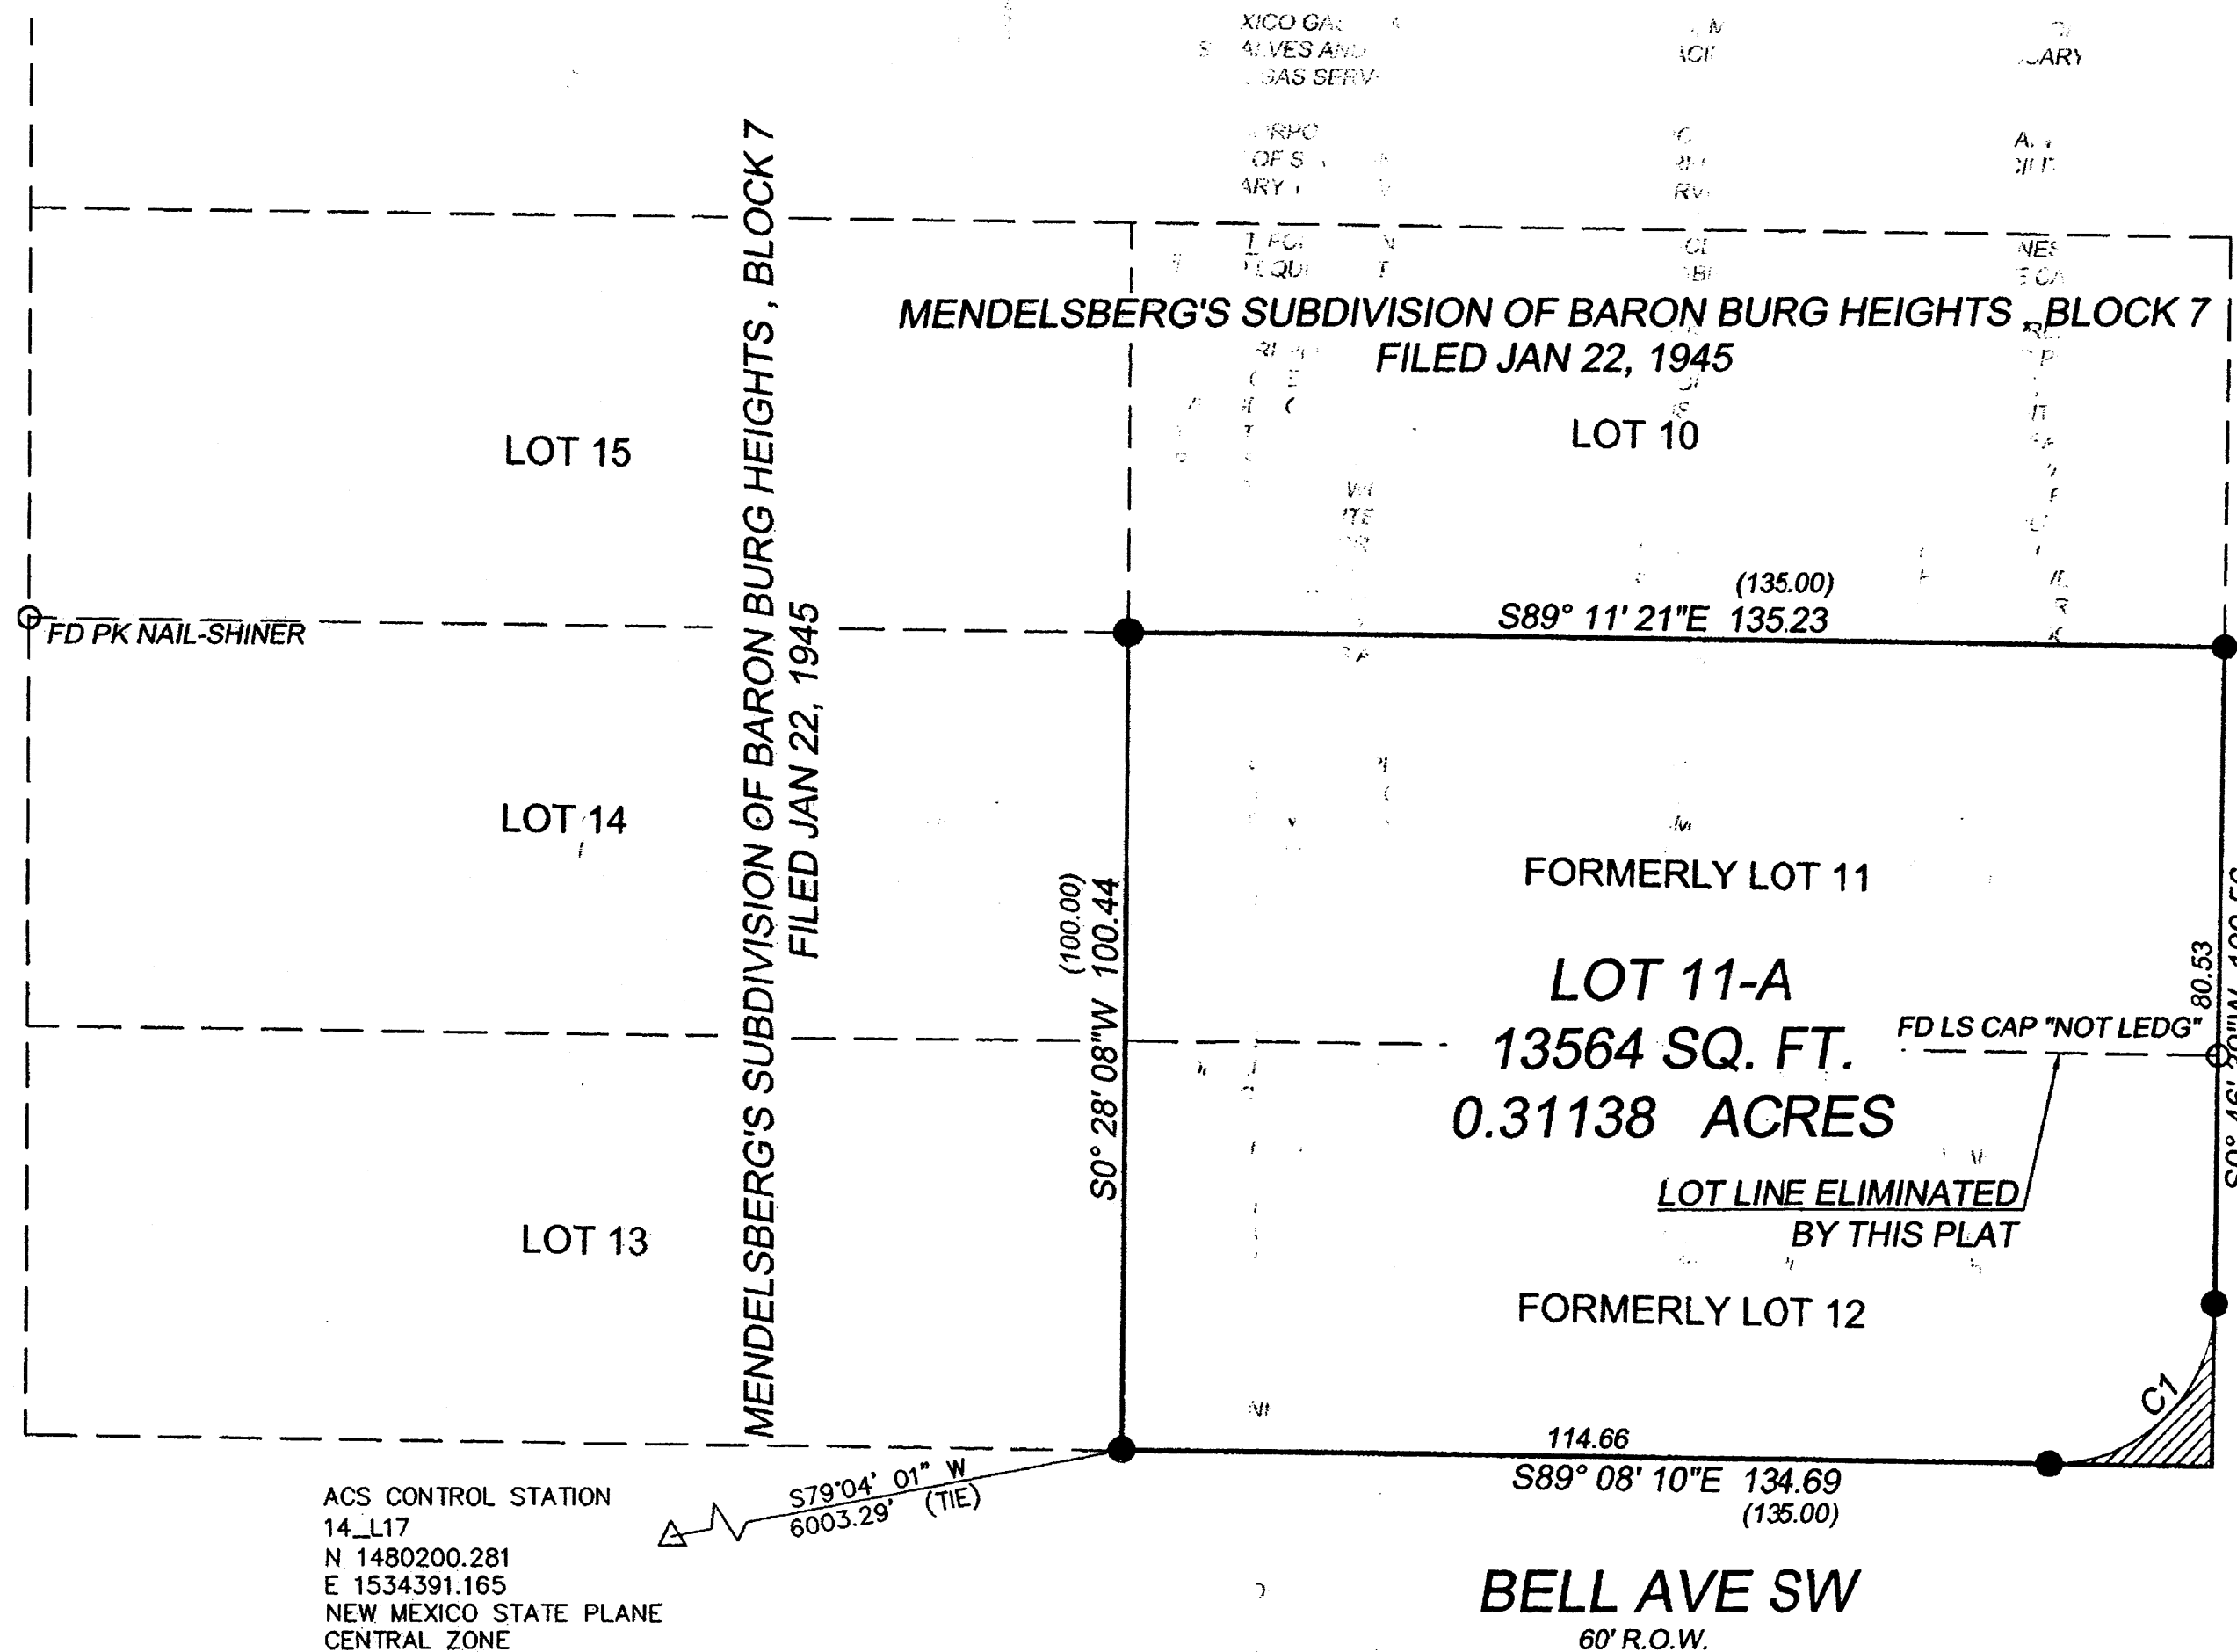 XICO GAS
GAS SERV
MENDELSBERG'S SUBDIVISION OF BARON BURG HEIGHTS , BLOCK 7
FILED JAN 22, 1945
MENDELSBERG'S SUBDIVISION OF BARON BURG HEIGHTS , BLOCK 7
FILED JAN 22, 1945
LOT 15
LOT 10
FD PK NAIL-SHINER
(135.00)
S89° 11' 21"E 135.23
LOT 14
FORMERLY LOT 11
(100.00)
S0° 28' 08"W 100.44
LOT 11-A
13564 SQ. FT.
0.31138 ACRES
80.53
FD LS CAP "NOT LEDG"
LOT LINE ELIMINATED
BY THIS PLAT
LOT 13
FORMERLY LOT 12
C1
114.66
S89° 08' 10"E 134.69
(135.00)
S79°04' 01" W
6003.29' (TIE)
ACS CONTROL STATION
14_L17
N 1480200.281
E 1534391.165
NEW MEXICO STATE PLANE
CENTRAL ZONE
BELL AVE SW
60' R.O.W.